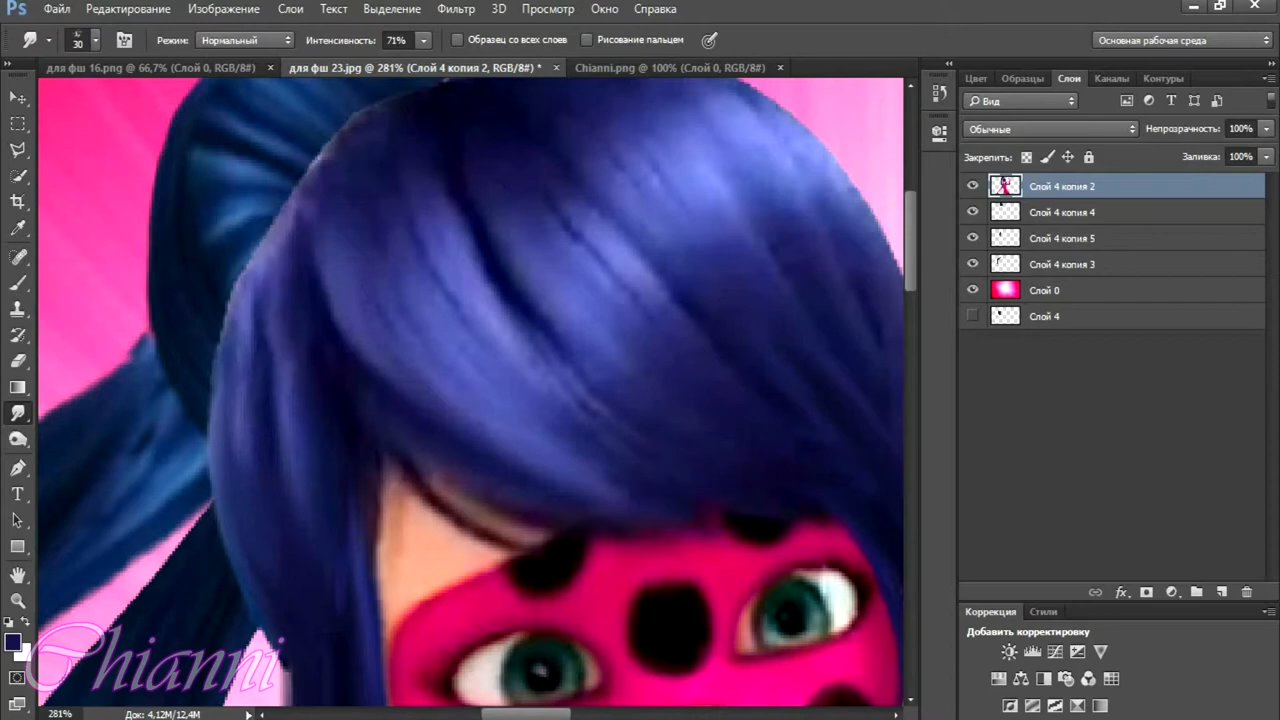 Ps Файл Редактирование Изображение Слои Текст Выделение Фильтр 3D Просмотр Окно Справка
30 Режим: Нормальный Интенсивность: 71% Образец со всех слоев Рисование пальцем Основная рабочая среда
для фш 16.png @ 66,7% (Слой 0, RGB/8#) × для фш 23.jpg @ 281% (Слой 4 копия 2, RGB/8#) * × Chianni.png @ 100% (Слой 0, RGB/8#) ×
Цвет Образцы Слои Каналы Контуры
Вид
Обычные Непрозрачность: 100%
Закрепить: Заливка: 100%
Слой 4 копия 2
Слой 4 копия 4
Слой 4 копия 5
Слой 4 копия 3
Слой 0
Слой 4
fx
Коррекция Стили
Добавить корректировку
Chianni
281% Док: 4,12M/12,4M